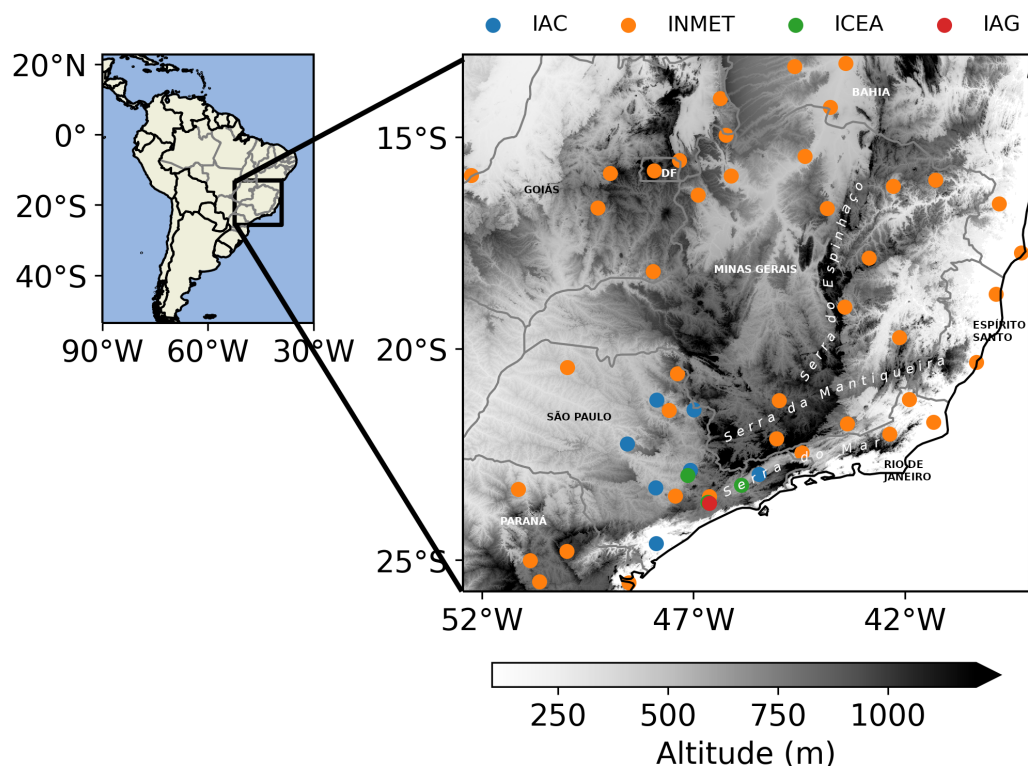 IAC INMET ICEA IAG
20°N
0°
20°S
40°S
90°W 60°W 30°W
15°S
20°S
25°S
52°W 47°W 42°W
BAHIA
GOIÁS
DF
MINAS GERAIS
Serra do Espinhaço
ESPÍRITO
SANTO
Serra da Mantiqueira
SÃO PAULO
Serra do Mar
RIO DE
JANEIRO
PARANÁ
250 500 750 1000
Altitude (m)